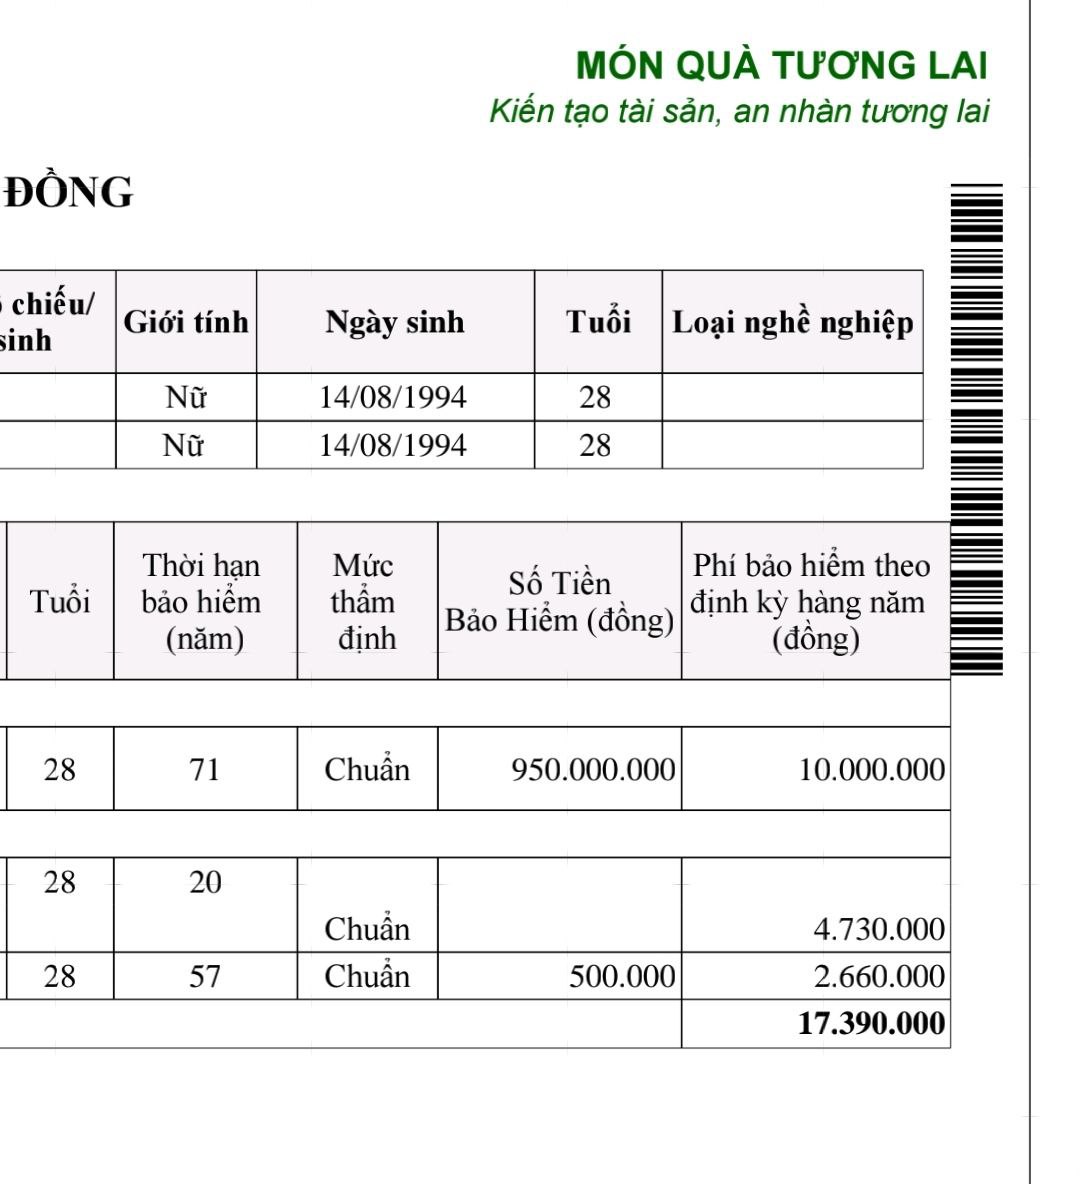 MÓN QUÀ TƯƠNG LAI
Kiến tạo tài sản, an nhàn tương lai
ĐỒNG
chiếu/
sinh
Giới tính
Ngày sinh
Tuổi
Loại nghề nghiệp
Nữ 14/08/1994 28
Nữ 14/08/1994 28
Tuổi
Thời hạn
bảo hiểm
(năm)
Mức
thẩm
định
Số Tiền
Bảo Hiểm (đồng)
Phí bảo hiểm theo
định kỳ hàng năm
(đồng)
28 71 Chuẩn 950.000.000 10.000.000
28 20
Chuẩn 4.730.000
28 57 Chuẩn 500.000 2.660.000
17.390.000